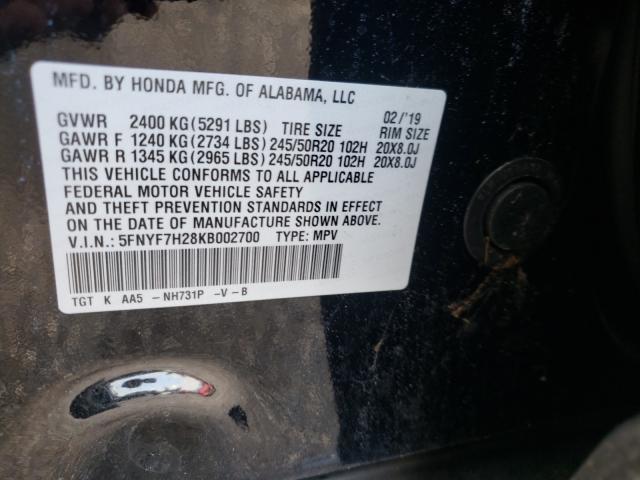 MFD. BY HONDA MFG. OF ALABAMA, LLC
GVWR 2400 KG (5291 LBS) TIRE SIZE 02/'19 RIM SIZE
GAWR F 1240 KG (2734 LBS) 245/50R20 102H 20X8.0J
GAWR R 1345 KG (2965 LBS) 245/50R20 102H 20X8.0J
THIS VEHICLE CONFORMS TO ALL APPLICABLE
FEDERAL MOTOR VEHICLE SAFETY
AND THEFT PREVENTION STANDARDS IN EFFECT
ON THE DATE OF MANUFACTURE SHOWN ABOVE.
V.I.N.: 5FNYF7H28KB002700 TYPE: MPV
TGT K AA5 -NH731P -V-B